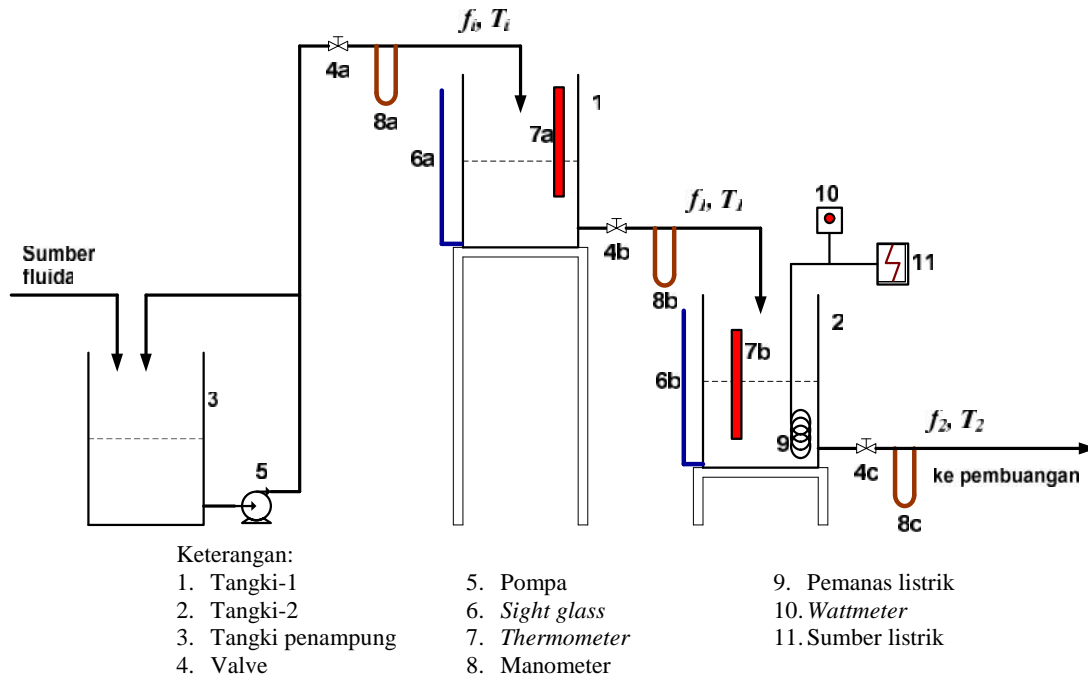 fi, Ti
4a
8a
1
7a
6a
f1, T1
10
Sumber
fluida
4b
11
8b
2
7b
6b
3
f2, T2
9
5
4c
ke pembuangan
8c
Keterangan:
1. Tangki-1
2. Tangki-2
3. Tangki penampung
4. Valve
5. Pompa
6. Sight glass
7. Thermometer
8. Manometer
9. Pemanas listrik
10. Wattmeter
11. Sumber listrik